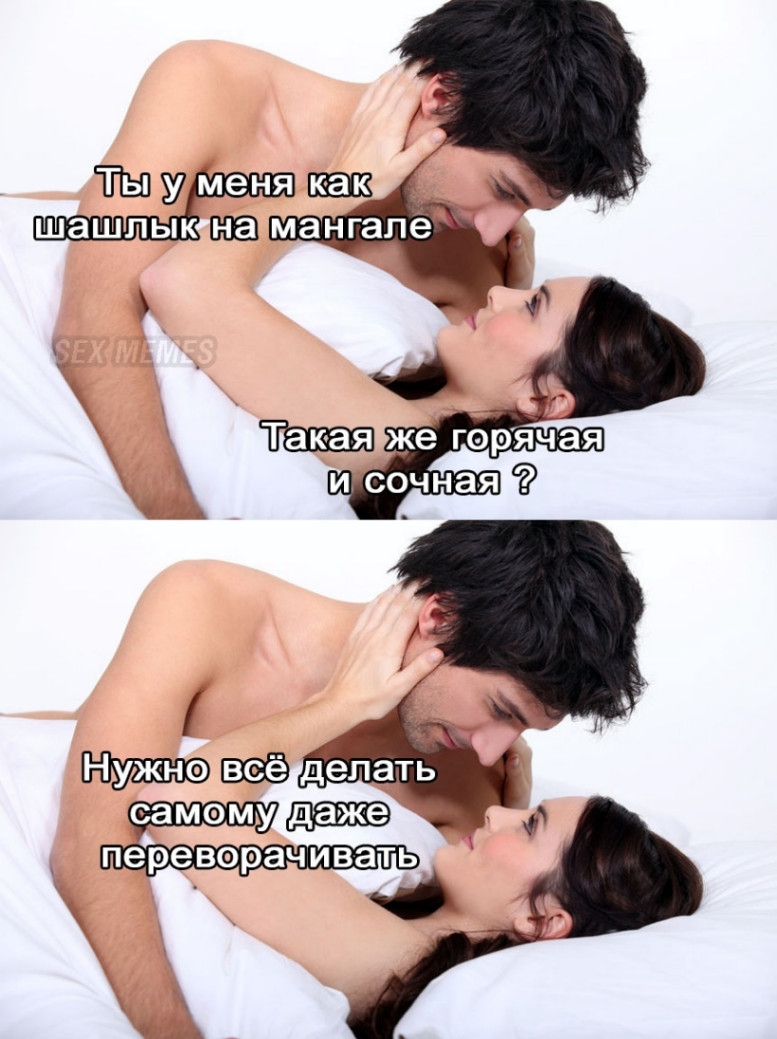 Ты у меня как
шашлык на мангале
SEX MEMES
Такая же горячая
и сочная ?
Нужно всё делать
самому даже
переворачивать